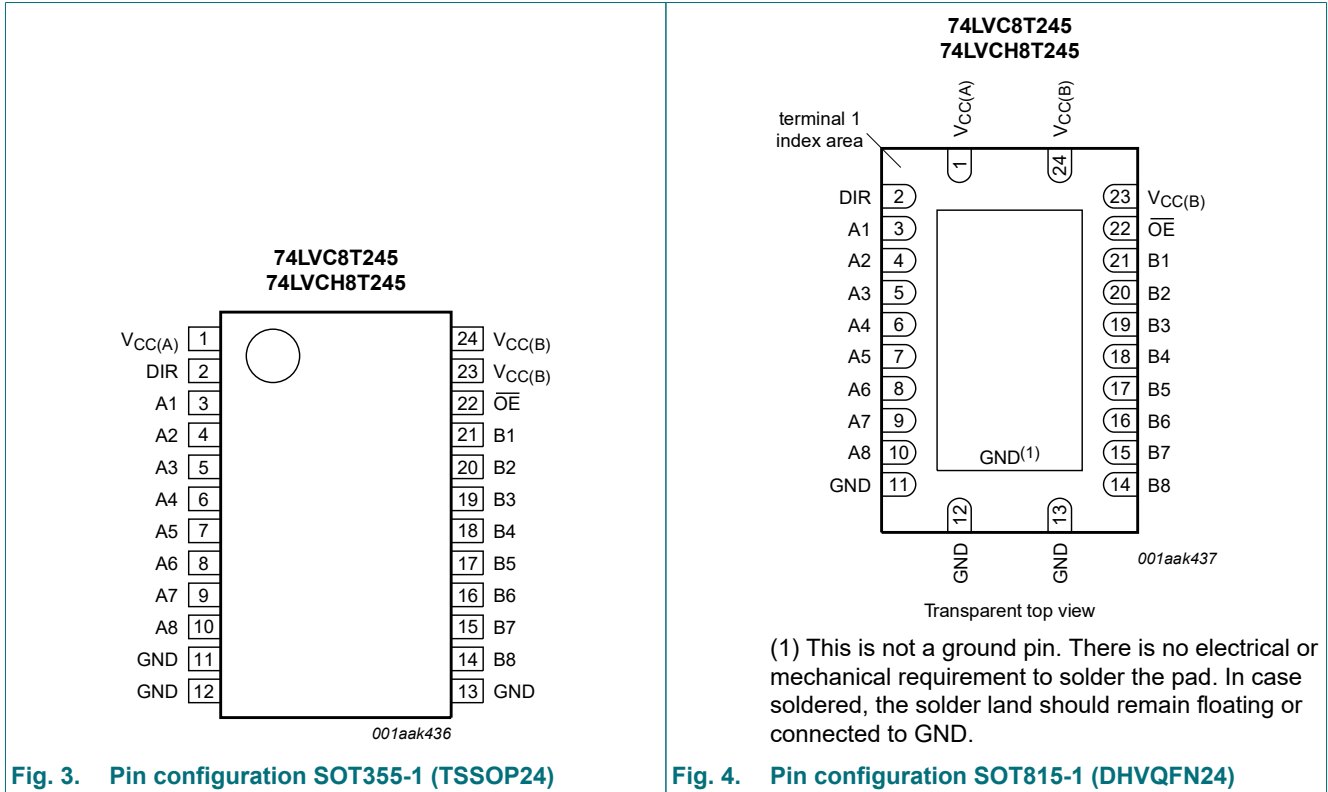 74LVC8T245
74LVCH8T245
VCC(A) 1
DIR 2
A1 3
A2 4
A3 5
A4 6
A5 7
A6 8
A7 9
A8 10
GND 11
GND 12
24 VCC(B)
23 VCC(B)
22 OE
21 B1
20 B2
19 B3
18 B4
17 B5
16 B6
15 B7
14 B8
13 GND
001aak436
Fig. 3. Pin configuration SOT355-1 (TSSOP24)
74LVC8T245
74LVCH8T245
terminal 1
index area
VCC(A)
VCC(B)
1
24
DIR 2
A1 3
A2 4
A3 5
A4 6
A5 7
A6 8
A7 9
A8 10
GND 11
23 VCC(B)
22 OE
21 B1
20 B2
19 B3
18 B4
17 B5
16 B6
15 B7
14 B8
GND(1)
12
13
GND
GND
001aak437
Transparent top view
(1) This is not a ground pin. There is no electrical or
mechanical requirement to solder the pad. In case
soldered, the solder land should remain floating or
connected to GND.
Fig. 4. Pin configuration SOT815-1 (DHVQFN24)